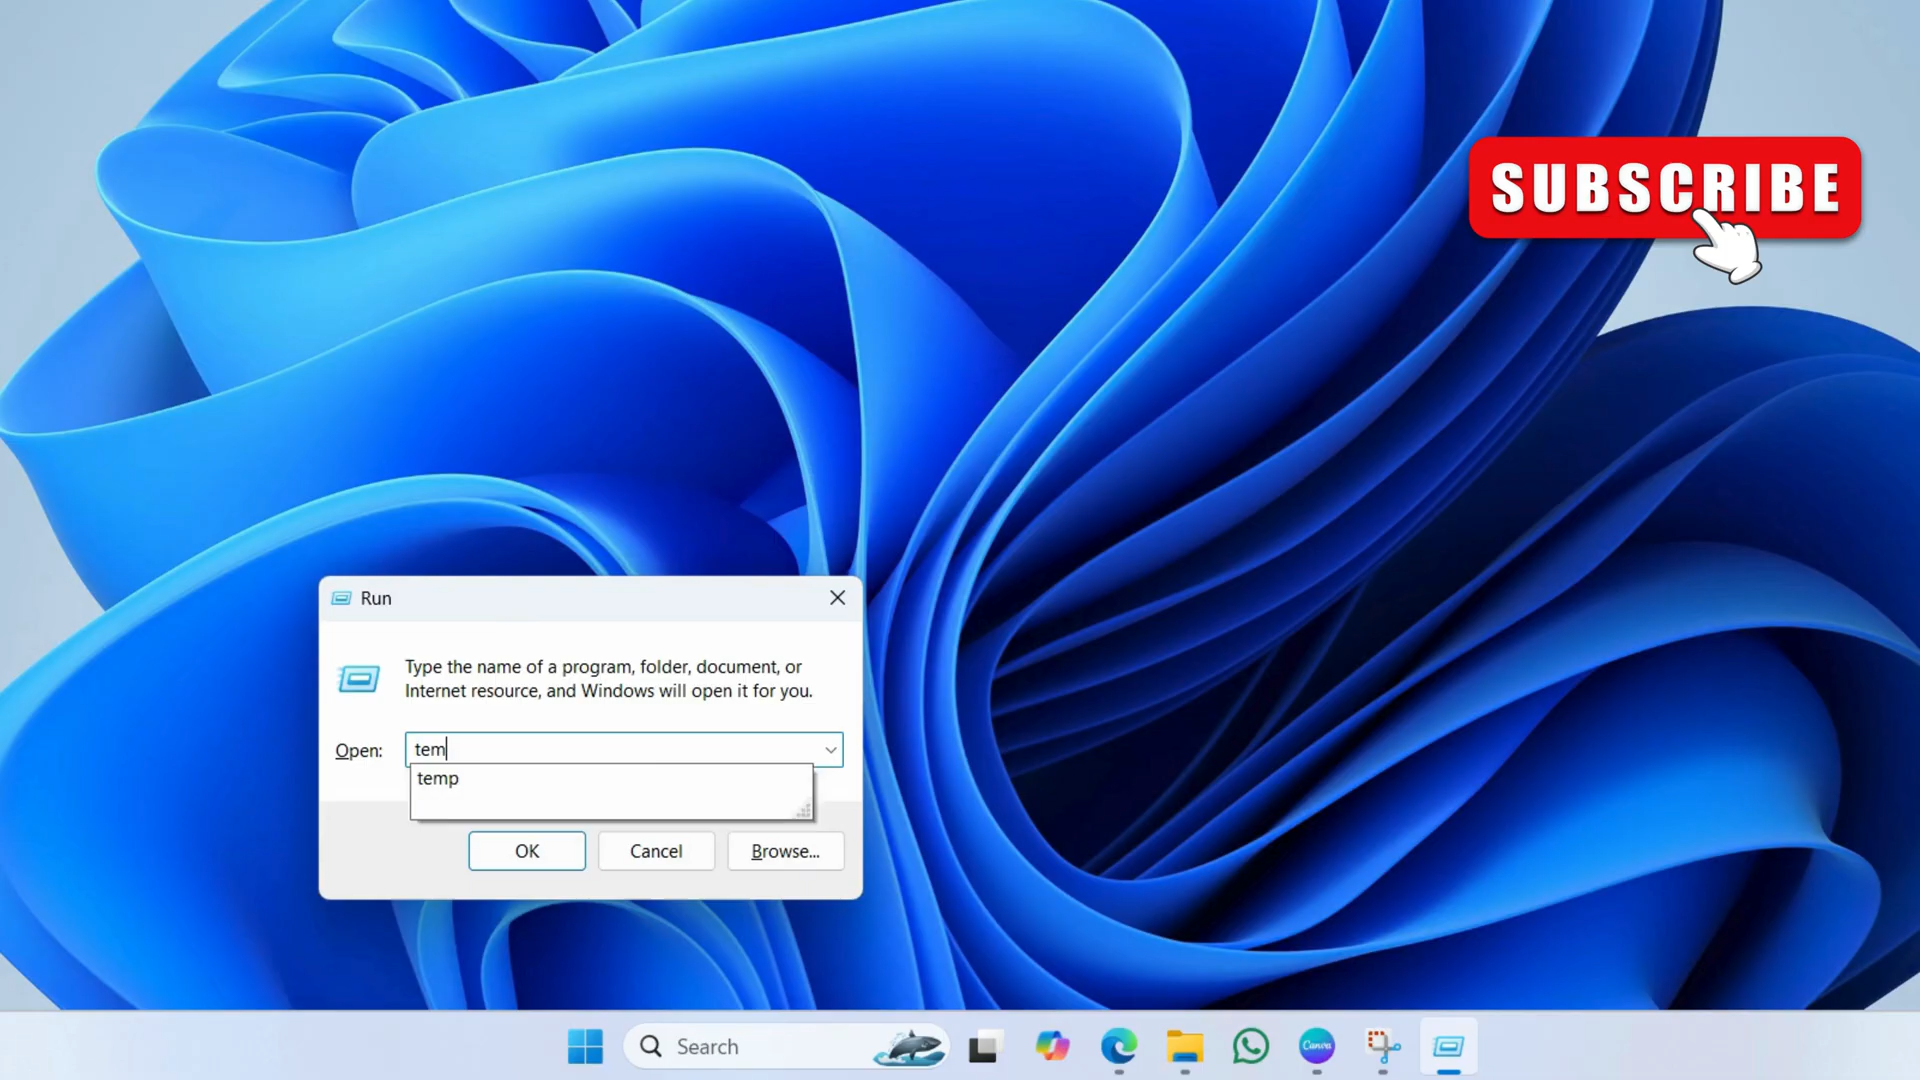 SUBSCRIBE
Run
Type the name of a program, folder, document, or
Internet resource, and Windows will open it for you.
Open: tem
temp
OK Cancel Browse...
Search
Canva